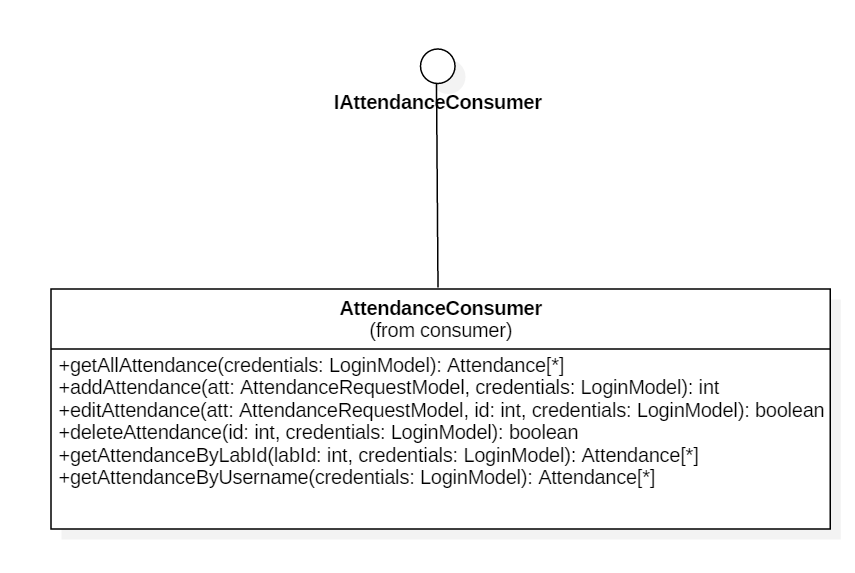 IAttendanceConsumer
AttendanceConsumer
(from consumer)
+getAllAttendance(credentials: LoginModel): Attendance[*]
+addAttendance(att: AttendanceRequestModel, credentials: LoginModel): int
+editAttendance(att: AttendanceRequestModel, id: int, credentials: LoginModel): boolean
+deleteAttendance(id: int, credentials: LoginModel): boolean
+getAttendanceByLabId(labId: int, credentials: LoginModel): Attendance[*]
+getAttendanceByUsername(credentials: LoginModel): Attendance[*]